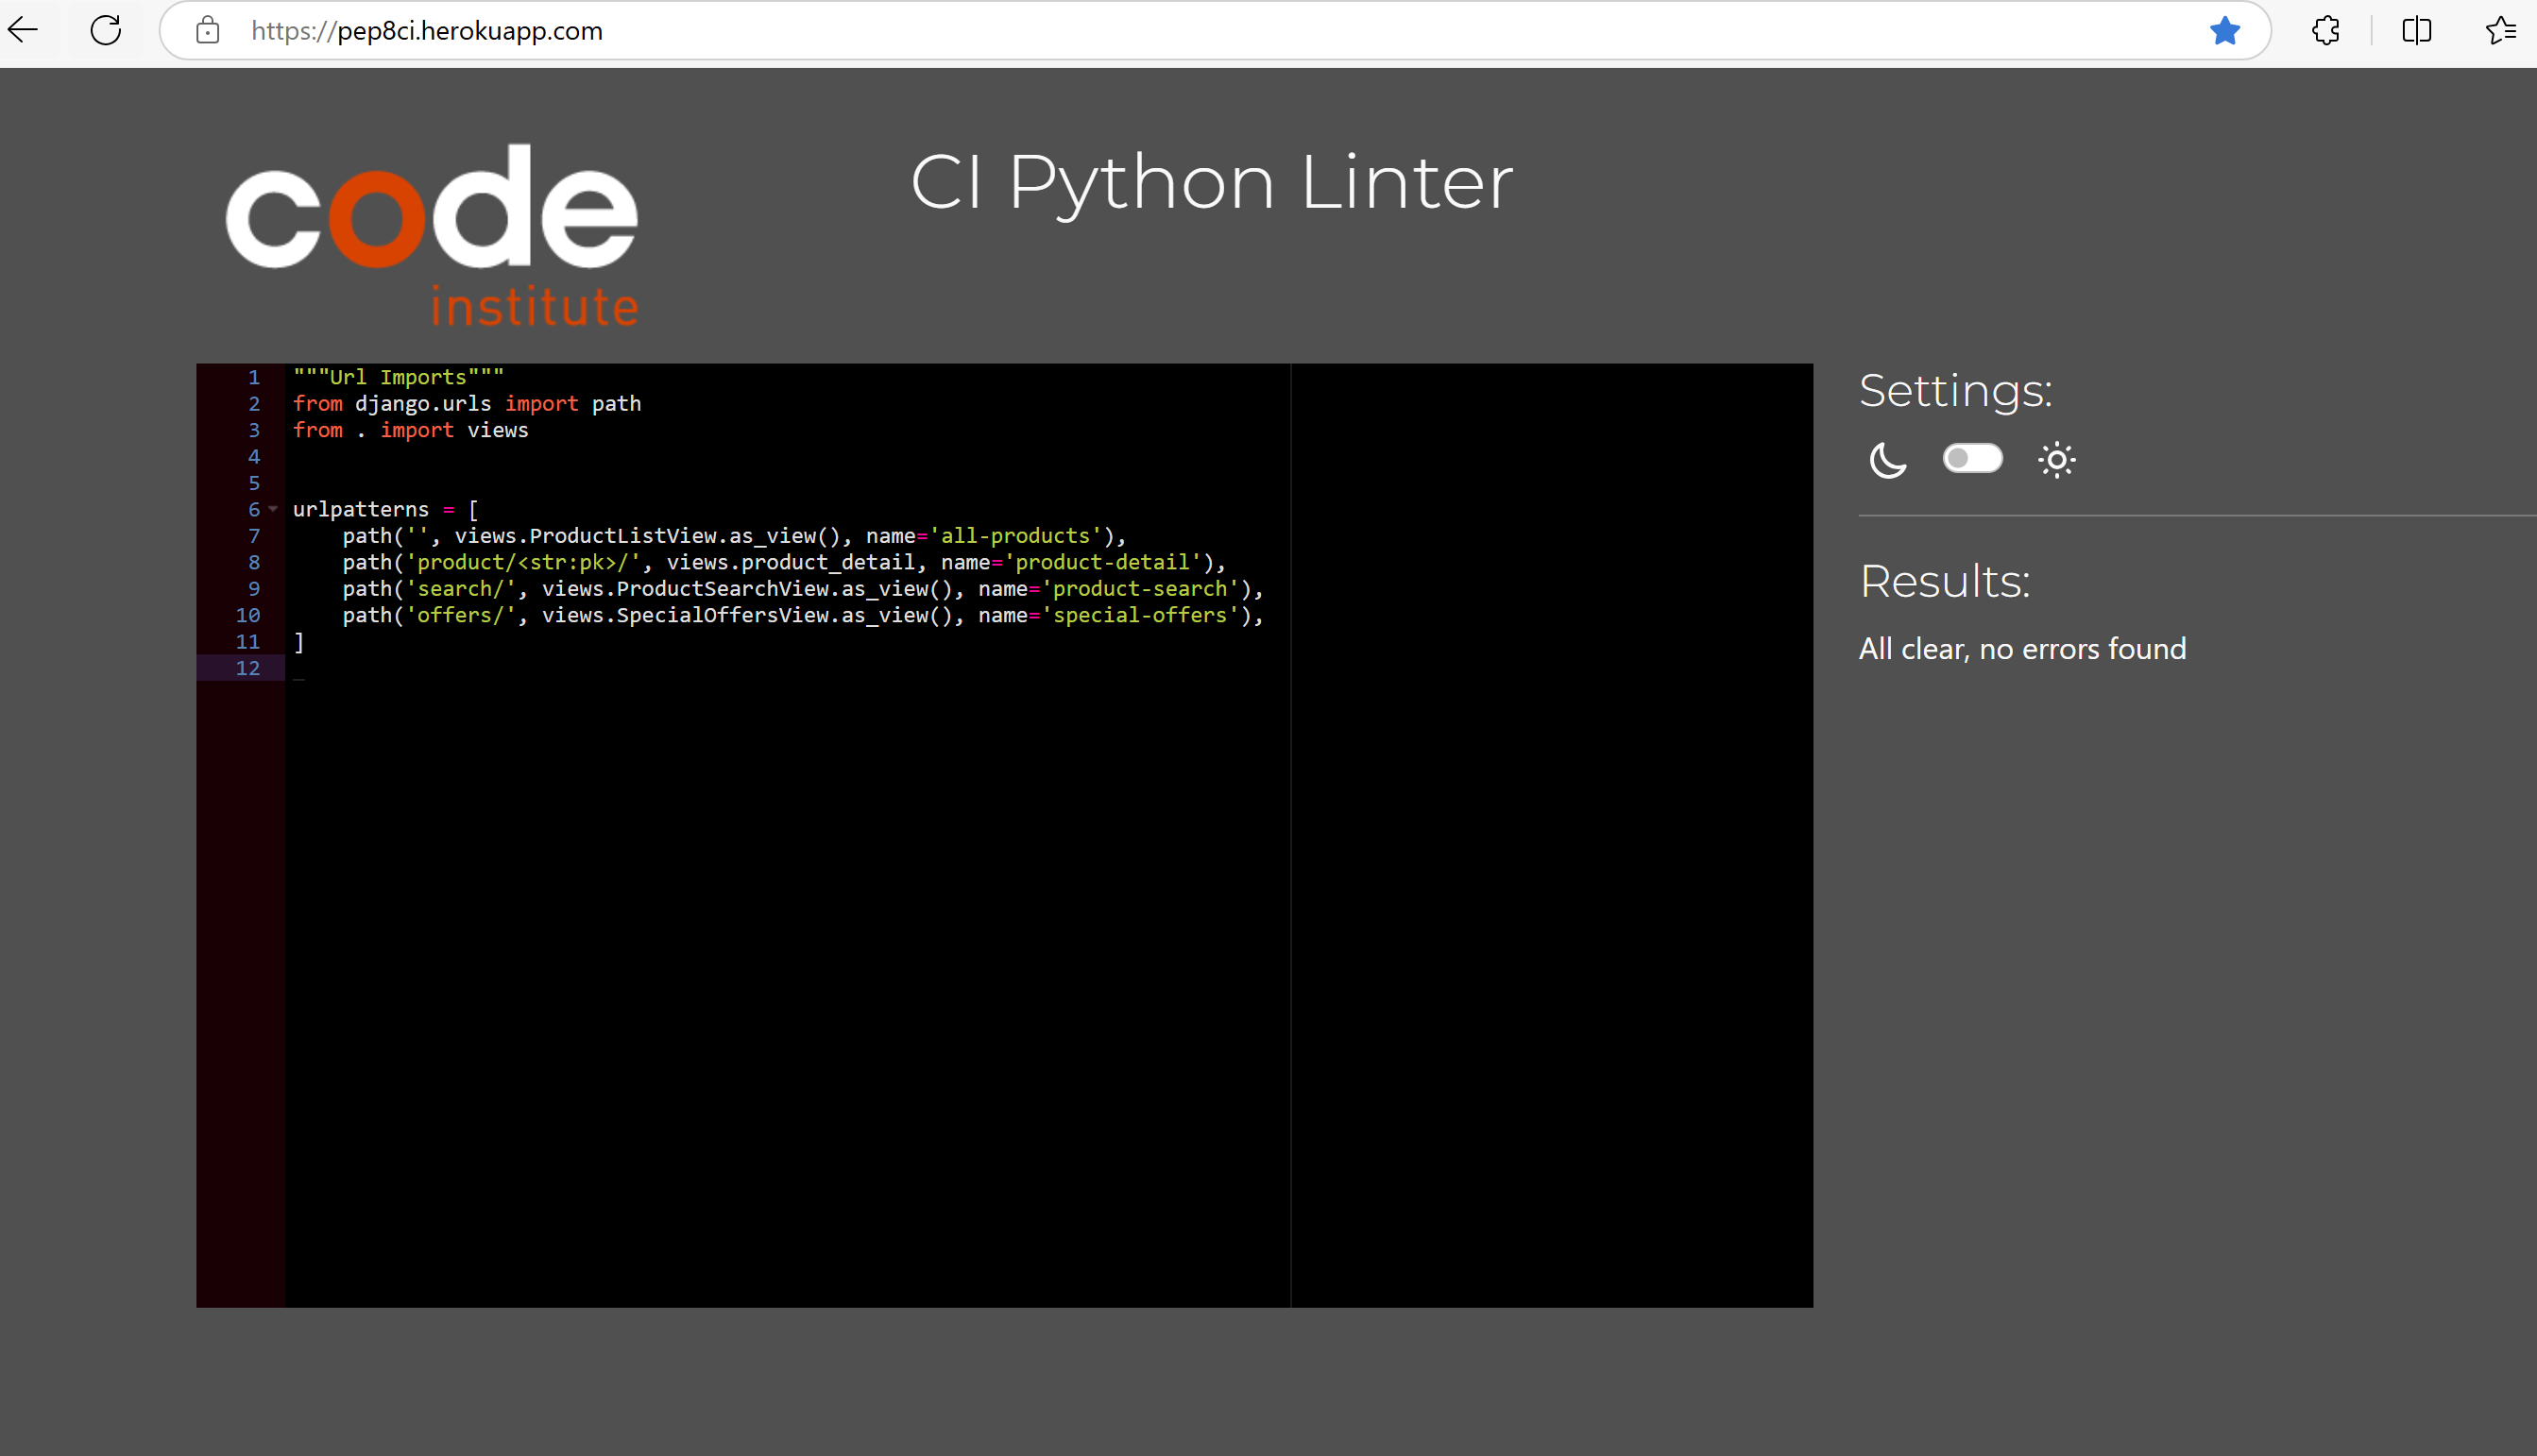 https://pep8ci.herokuapp.com
code
institute
CI Python Linter
1 """Url Imports"""
2 from django.urls import path
3 from . import views
4
5
6 urlpatterns = [
7     path('', views.ProductListView.as_view(), name='all-products'),
8     path('product/<str:pk>/', views.product_detail, name='product-detail'),
9     path('search/', views.ProductSearchView.as_view(), name='product-search'),
10     path('offers/', views.SpecialOffersView.as_view(), name='special-offers'),
11 ]
12
Settings:
Results:
All clear, no errors found